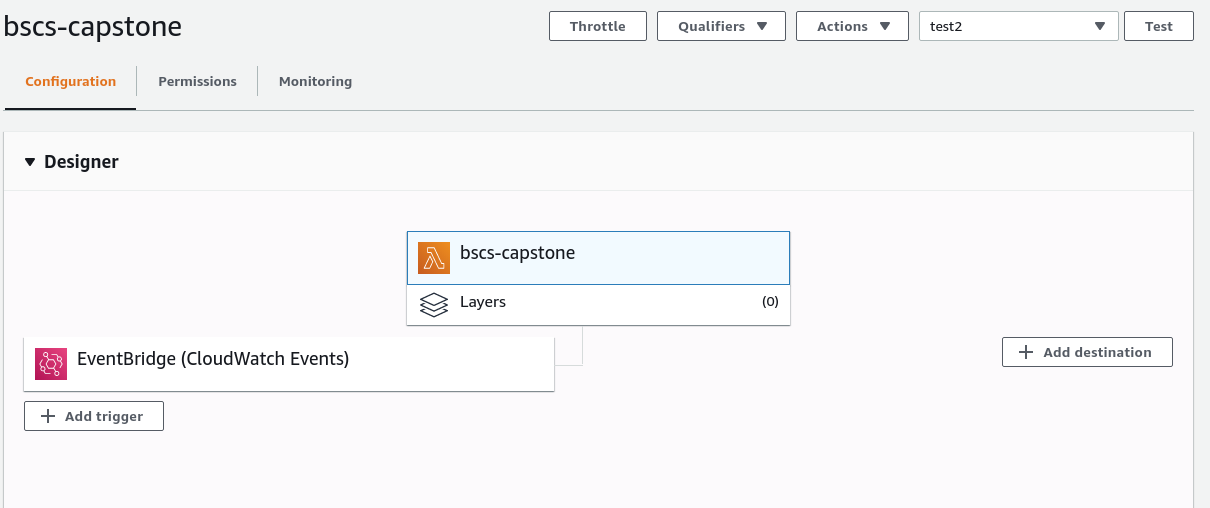 bscs-capstone
Throttle
Qualifiers
Actions
test2
Test
Configuration
Permissions
Monitoring
Designer
bscs-capstone
Layers (0)
EventBridge (CloudWatch Events)
Add destination
Add trigger